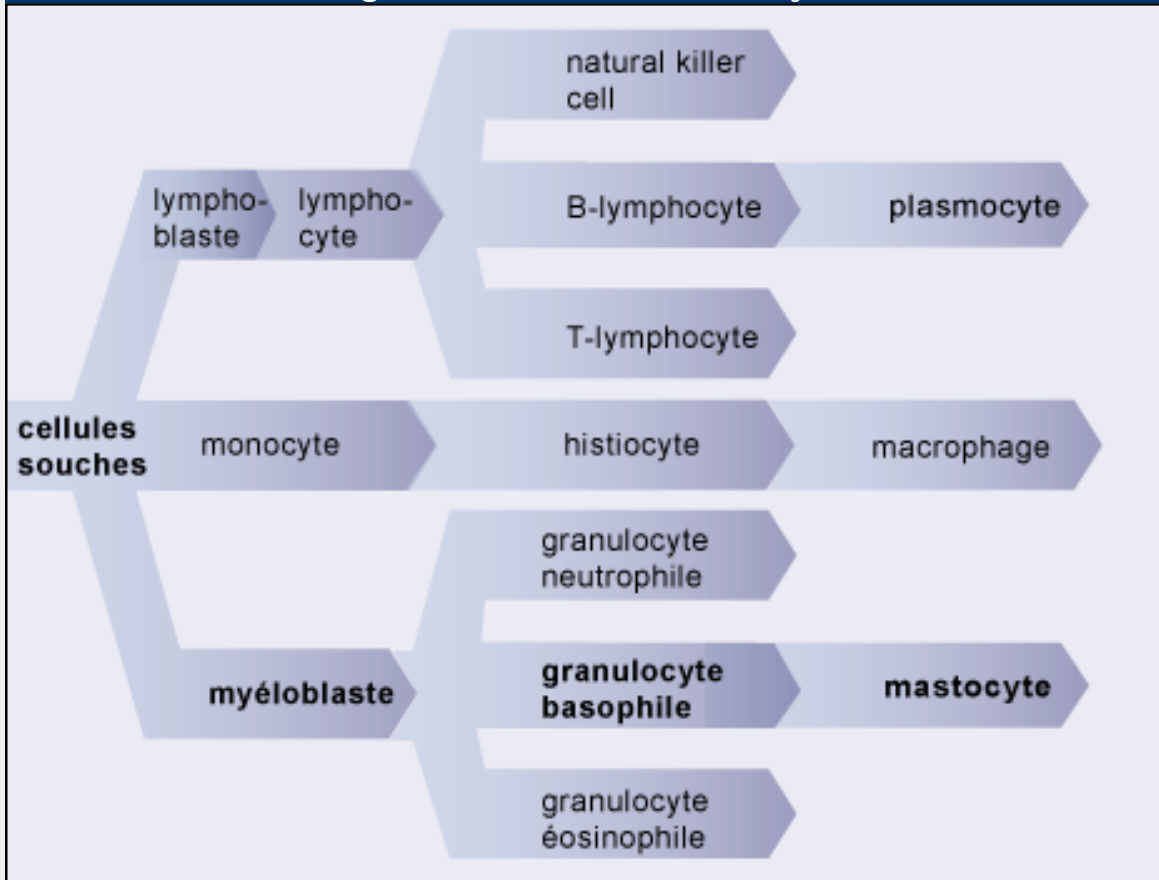 natural killer
cell
lympho-
blaste
lympho-
cyte
B-lymphocyte
plasmocyte
T-lymphocyte
cellules
souches
monocyte
histiocyte
macrophage
granulocyte
neutrophile
myéloblaste
granulocyte
basophile
mastocyte
granulocyte
éosinophile